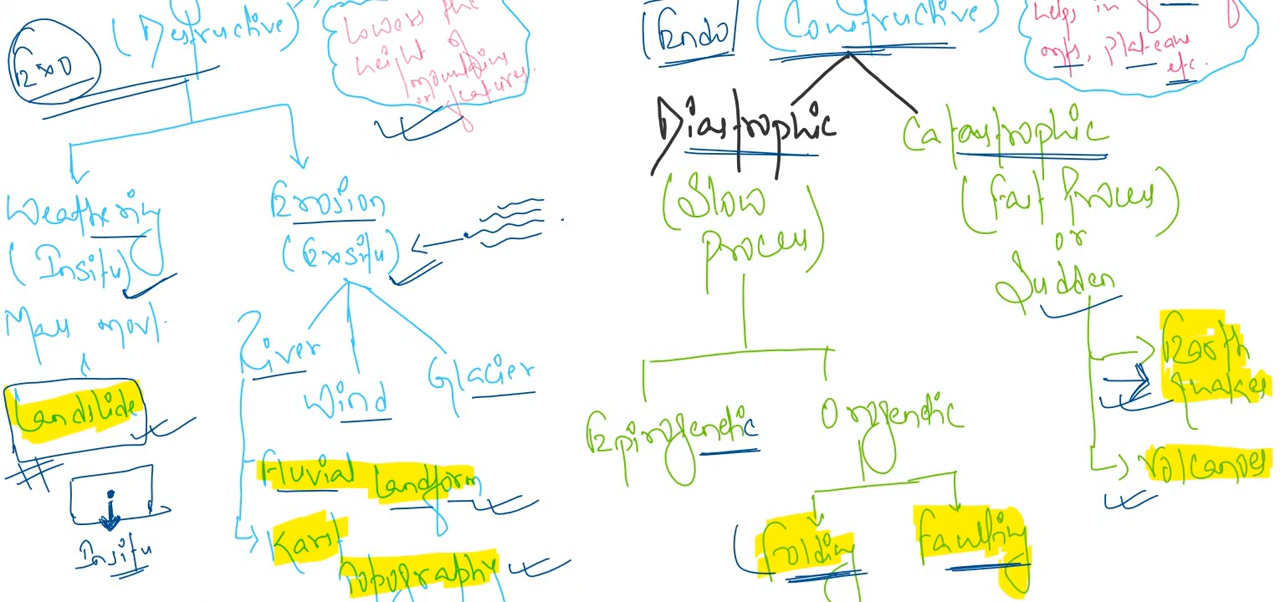 Exo
(Destructive)
Lowers the
height of
mountains
or features.
Weathering
(Insitu)
Mass movt.
Landslide
Insitu
Erosion
(Exsitu)
River
Wind
Glacier
Fluvial Landform
Karst
Topography
(Endo) (Constructive)
helps in
mts, plateaus
etc.
Diastrophic
(Slow
Process)
Epirogenetic
Orogenetic
Folding
Faulting
Catastrophic
(Fast Process)
or
Sudden
Earth
quakes
Volcanoes